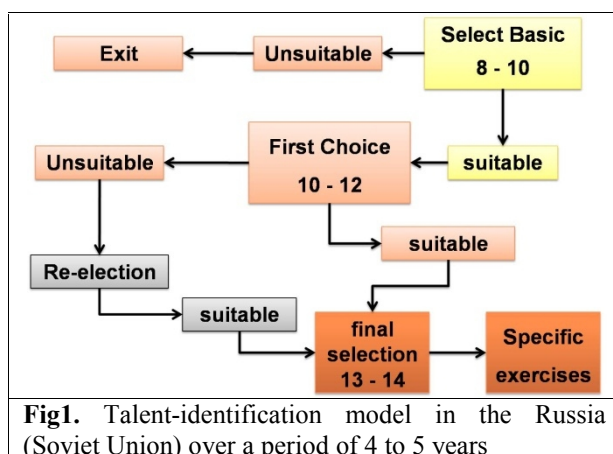 Exit
Unsuitable
Select Basic
8 - 10
Unsuitable
First Choice
10 - 12
suitable
suitable
Re-election
suitable
final
selection
13 - 14
Specific
exercises
Fig1. Talent-identification model in the Russia
(Soviet Union) over a period of 4 to 5 years